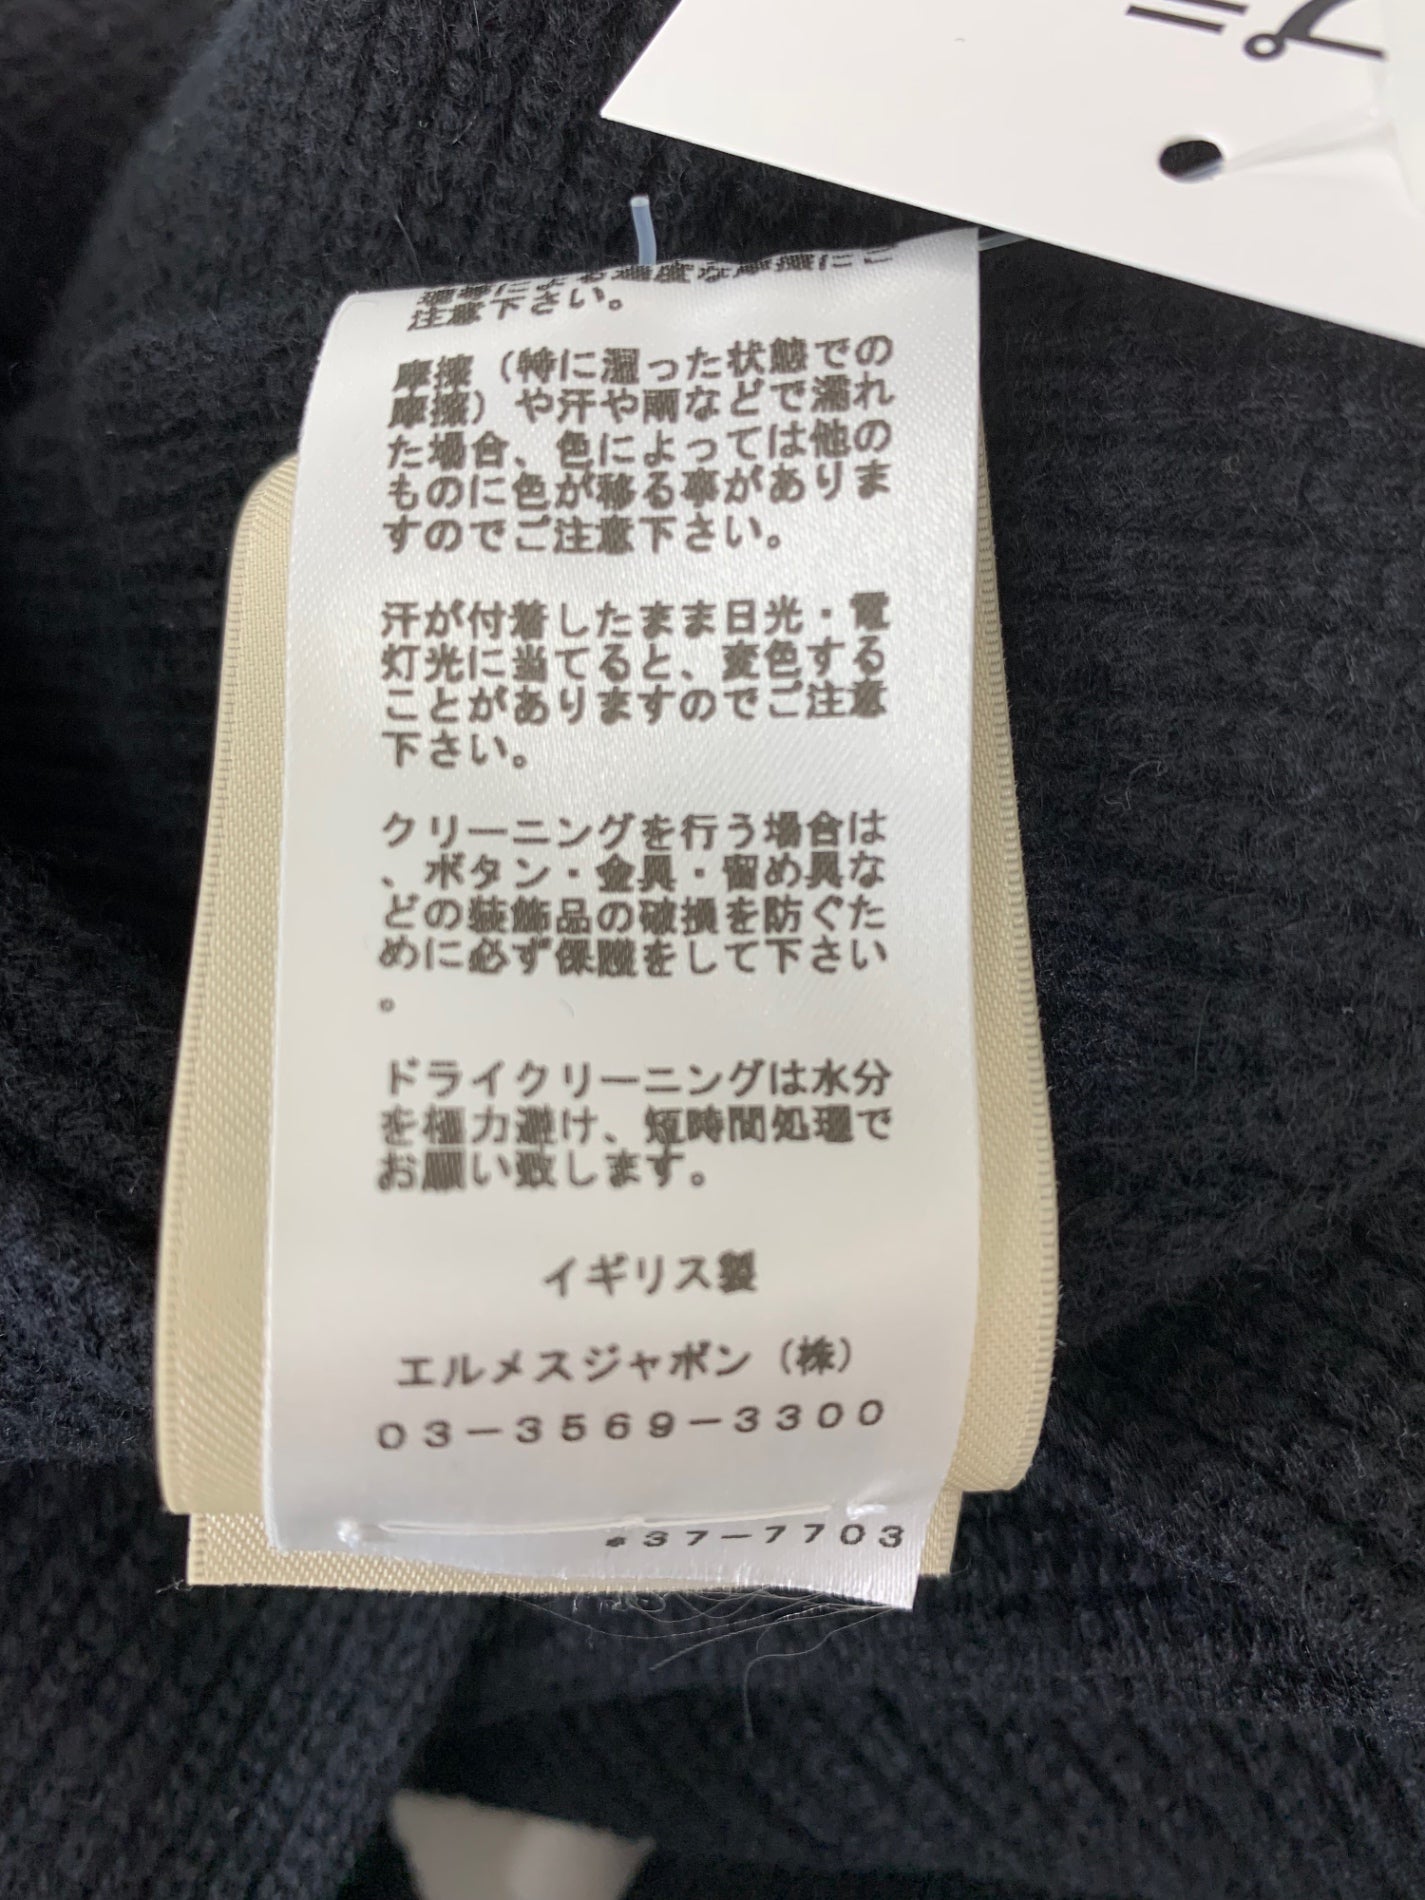 注意下さい。
摩擦（特に湿った状態での
摩擦）や汗や雨などで濡れ
た場合、色によっては他の
ものに色が移る事がありま
すのでご注意下さい。
汗が付着したまま日光・電
灯光に当てると、変色する
ことがありますのでご注意
下さい。
クリーニングを行う場合は
、ボタン・金具・留め具な
どの装飾品の破損を防ぐた
めに必ず保護をして下さい
。
ドライクリーニングは水分
を極力避け、短時間処理で
お願い致します。
イギリス製
エルメスジャポン（株）
03-3569-3300
*37-7703